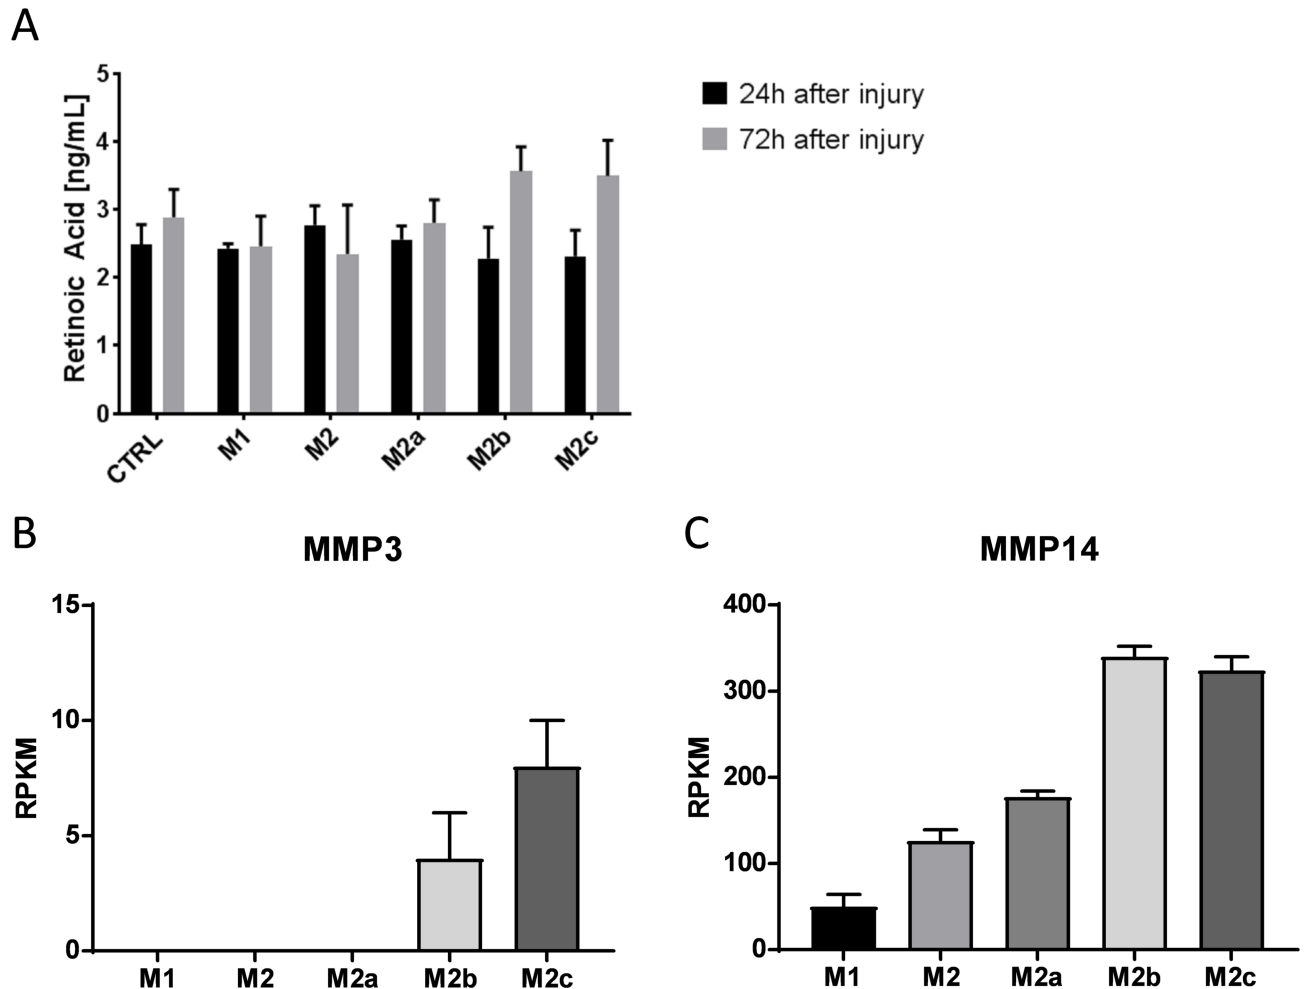 A
Retinoic Acid [ng/mL]
5
4
3
2
1
0
CTRL
M1
M2
M2a
M2b
M2c
24h after injury
72h after injury
B
MMP3
RPKM
15
10
5
0
M1 M2 M2a M2b M2c
C
MMP14
RPKM
400
300
200
100
0
M1 M2 M2a M2b M2c